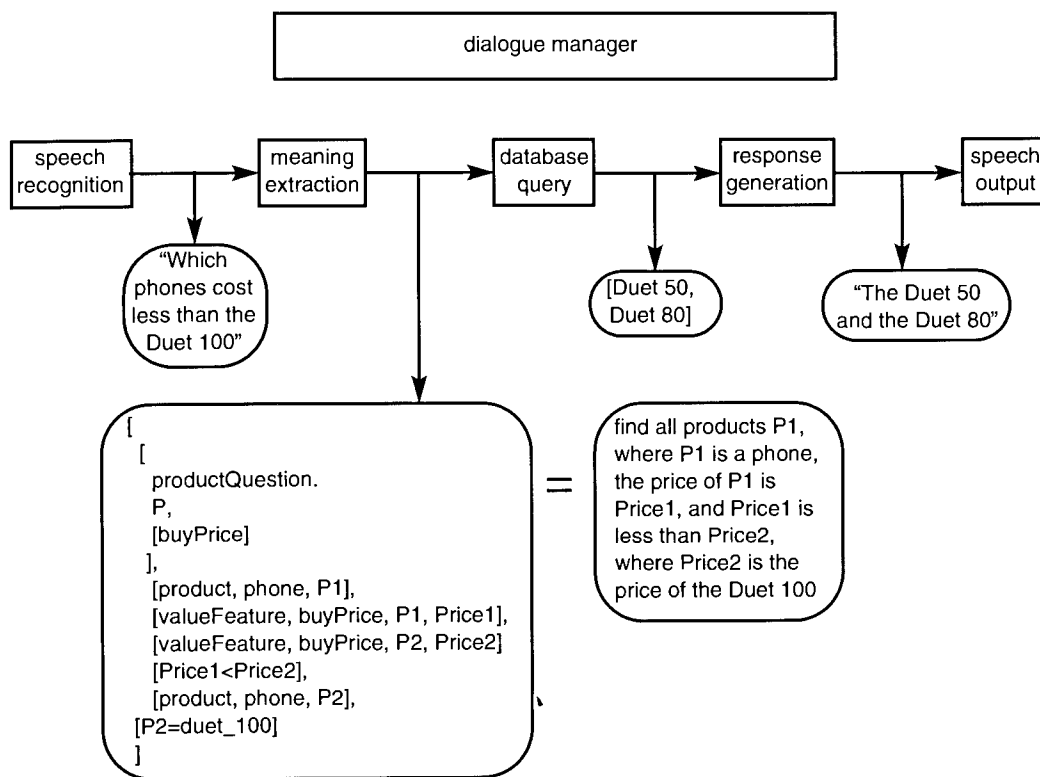 dialogue manager
speech
recognition
meaning
extraction
database
query
response
generation
speech
output
“Which
phones cost
less than the
Duet 100”
[Duet 50,
Duet 80]
“The Duet 50
and the Duet 80”
[
[
productQuestion.
P,
[buyPrice]
],
[product, phone, P1],
[valueFeature, buyPrice, P1, Price1],
[valueFeature, buyPrice, P2, Price2]
[Price1<Price2],
[product, phone, P2],
[P2=duet_100]
]
=
find all products P1,
where P1 is a phone,
the price of P1 is
Price1, and Price1 is
less than Price2,
where Price2 is the
price of the Duet 100